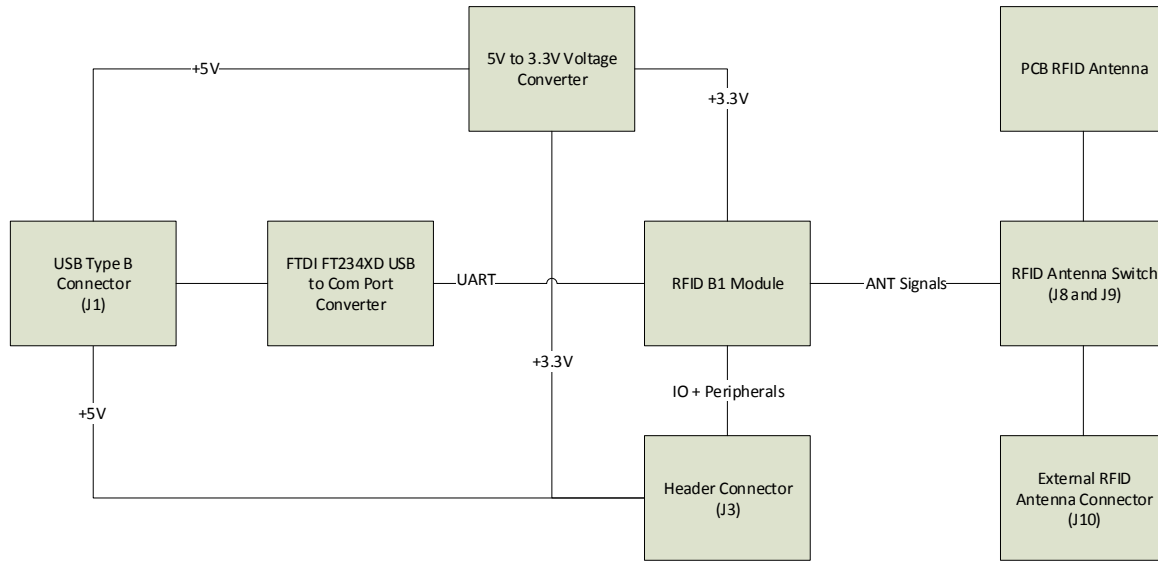 5V to 3.3V Voltage
Converter
PCB RFID Antenna
+5V
+3.3V
USB Type B
Connector
(J1)
FTDI FT234XD USB
to Com Port
Converter
UART
RFID B1 Module
ANT Signals
RFID Antenna Switch
(J8 and J9)
+3.3V
IO + Peripherals
+5V
Header Connector
(J3)
External RFID
Antenna Connector
(J10)